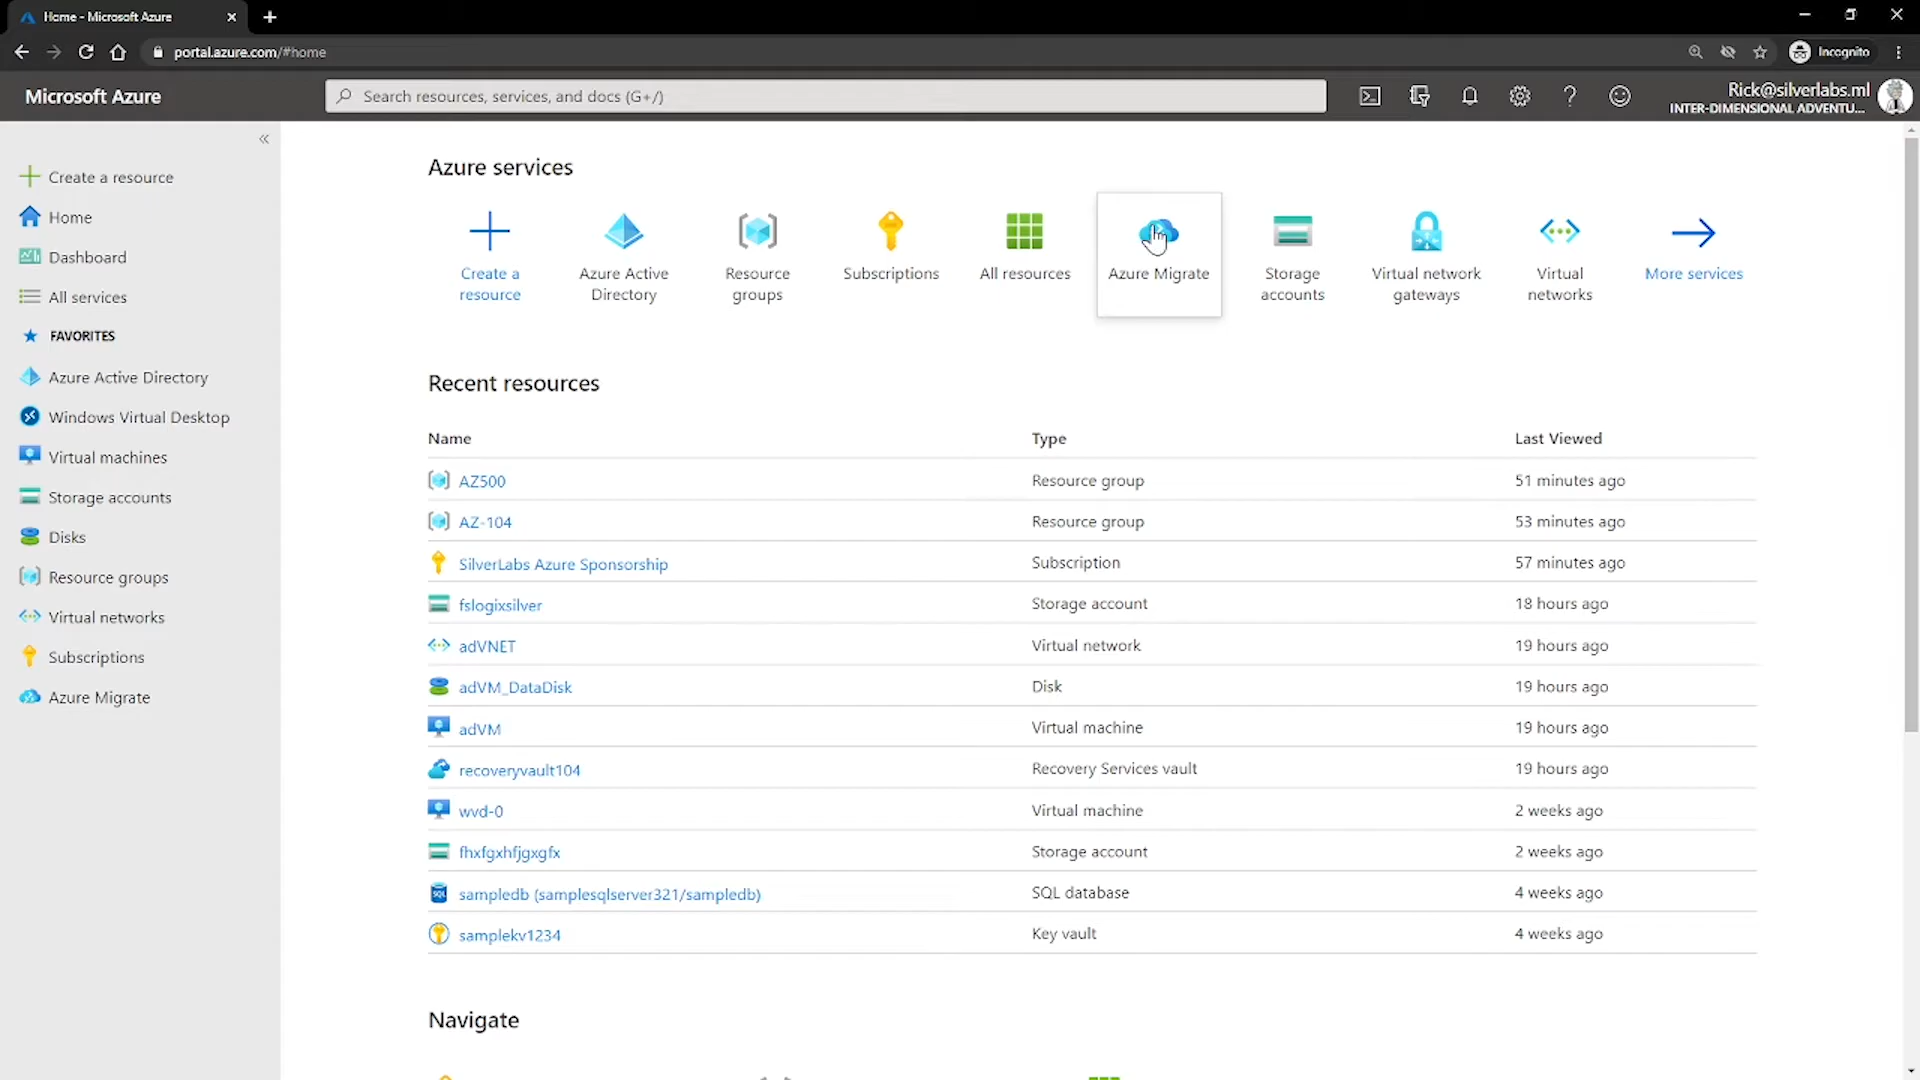 Home - Microsoft Azure
portal.azure.com/#home
Incognito
Microsoft Azure
Search resources, services, and docs (G+/)
Rick@silverlabs.ml
INTER-DIMENSIONAL ADVENTU...
Create a resource
Home
Dashboard
All services
FAVORITES
Azure Active Directory
Windows Virtual Desktop
Virtual machines
Storage accounts
Disks
Resource groups
Virtual networks
Subscriptions
Azure Migrate
Azure services
Create a resource
Azure Active Directory
Resource groups
Subscriptions
All resources
Azure Migrate
Storage accounts
Virtual network gateways
Virtual networks
More services
Recent resources
Name Type Last Viewed
AZ500 Resource group 51 minutes ago
AZ-104 Resource group 53 minutes ago
SilverLabs Azure Sponsorship Subscription 57 minutes ago
fslogixsilver Storage account 18 hours ago
adVNET Virtual network 19 hours ago
adVM_DataDisk Disk 19 hours ago
adVM Virtual machine 19 hours ago
recoveryvault104 Recovery Services vault 19 hours ago
wvd-0 Virtual machine 2 weeks ago
fhxfgxhfjgxgfx Storage account 2 weeks ago
SQL sampledb (samplesqlserver321/sampledb) SQL database 4 weeks ago
samplekv1234 Key vault 4 weeks ago
Navigate